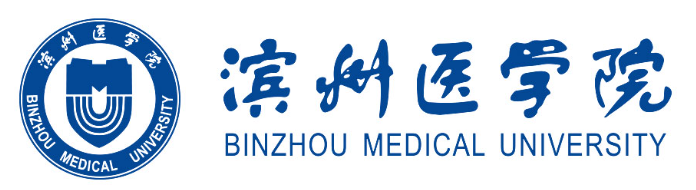 滨州医学院
BINZHOU MEDICAL UNIVERSITY
滨州医学院
BINZHOU MEDICAL UNIVERSITY